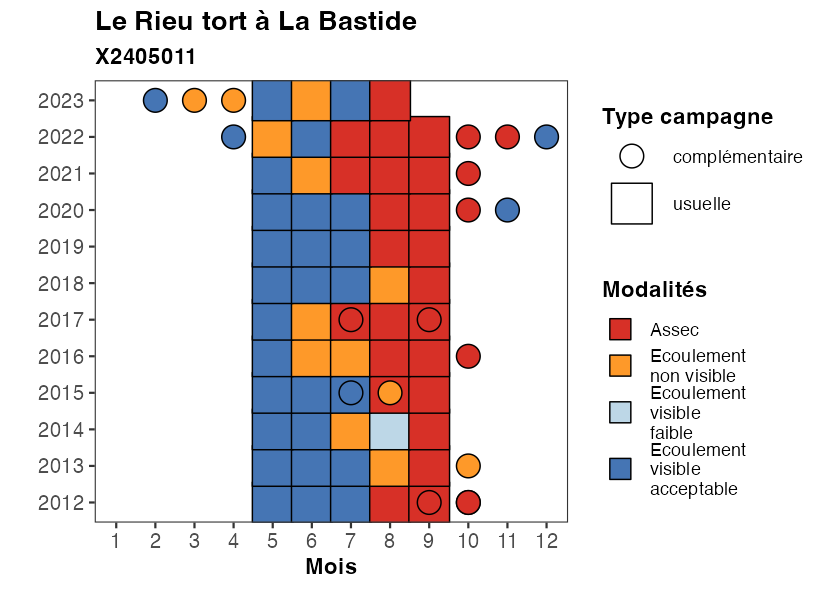 Le Rieu tort à La Bastide
X2405011
2023
2022
2021
2020
2019
2018
2017
2016
2015
2014
2013
2012
1 2 3 4 5 6 7 8 9 10 11 12
Mois
Type campagne
complémentaire
usuelle
Modalités
Assec
Ecoulement
non visible
Ecoulement
visible
faible
Ecoulement
visible
acceptable